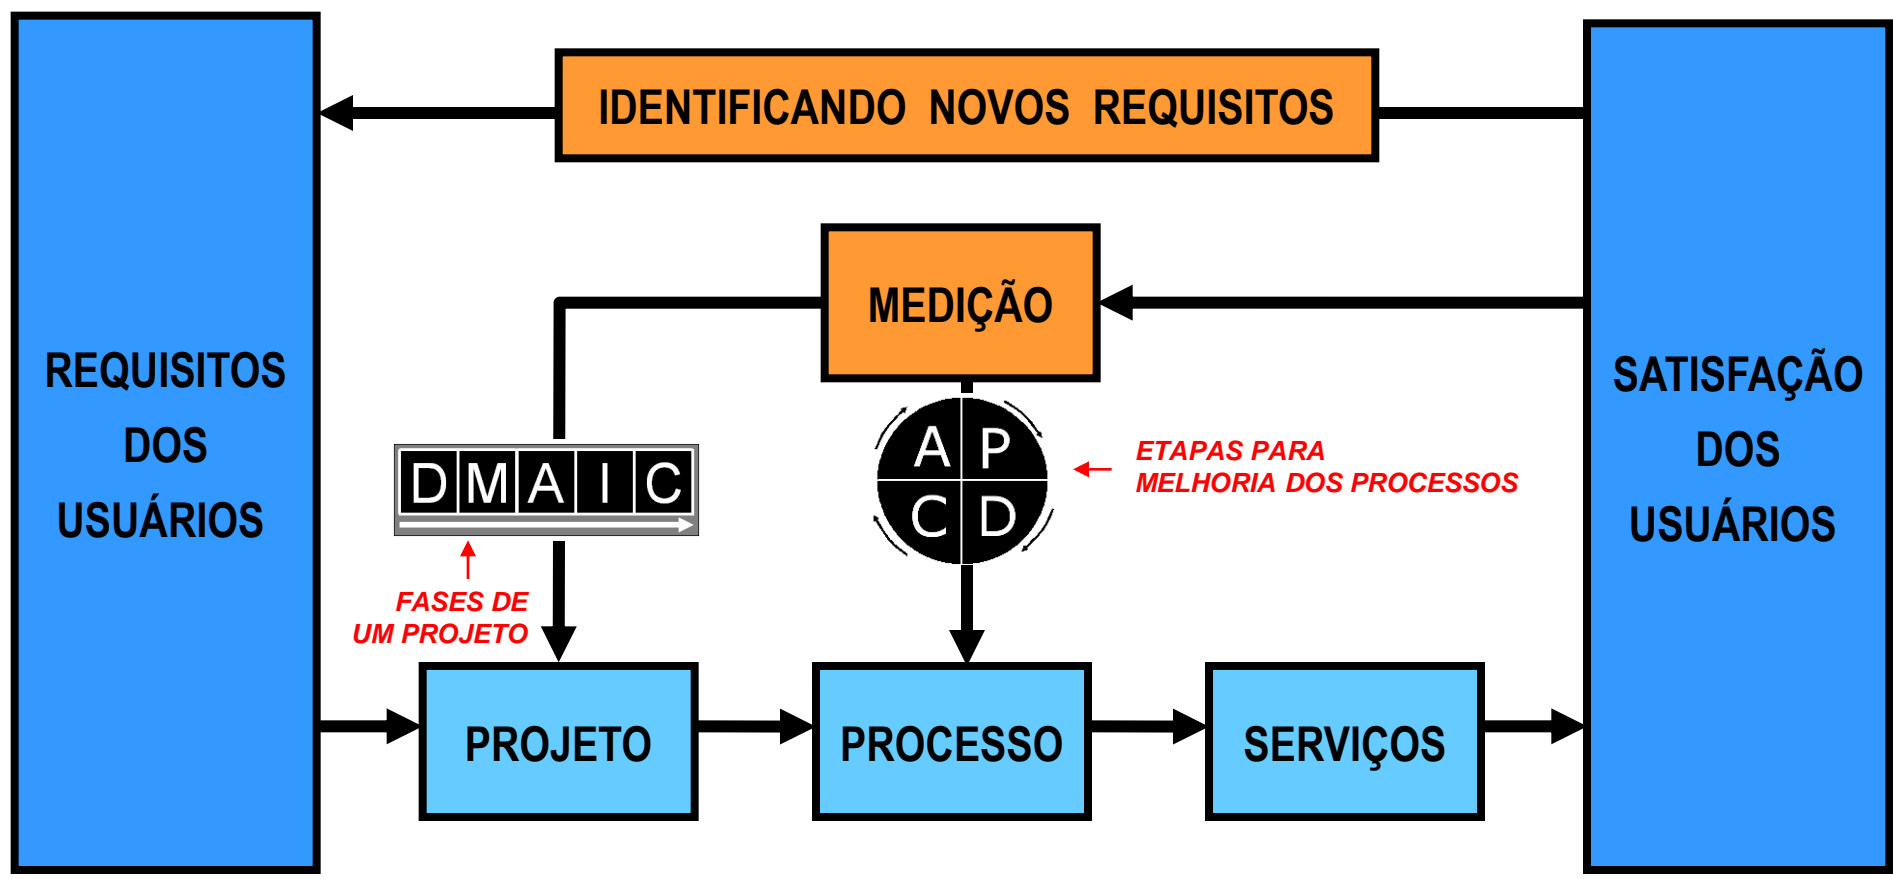 IDENTIFICANDO NOVOS REQUISITOS
MEDIÇÃO
REQUISITOS
DOS
USUÁRIOS
SATISFAÇÃO
DOS
USUÁRIOS
DMAIC
A P
C D
ETAPAS PARA
MELHORIA DOS PROCESSOS
FASES DE
UM PROJETO
PROJETO
PROCESSO
SERVIÇOS